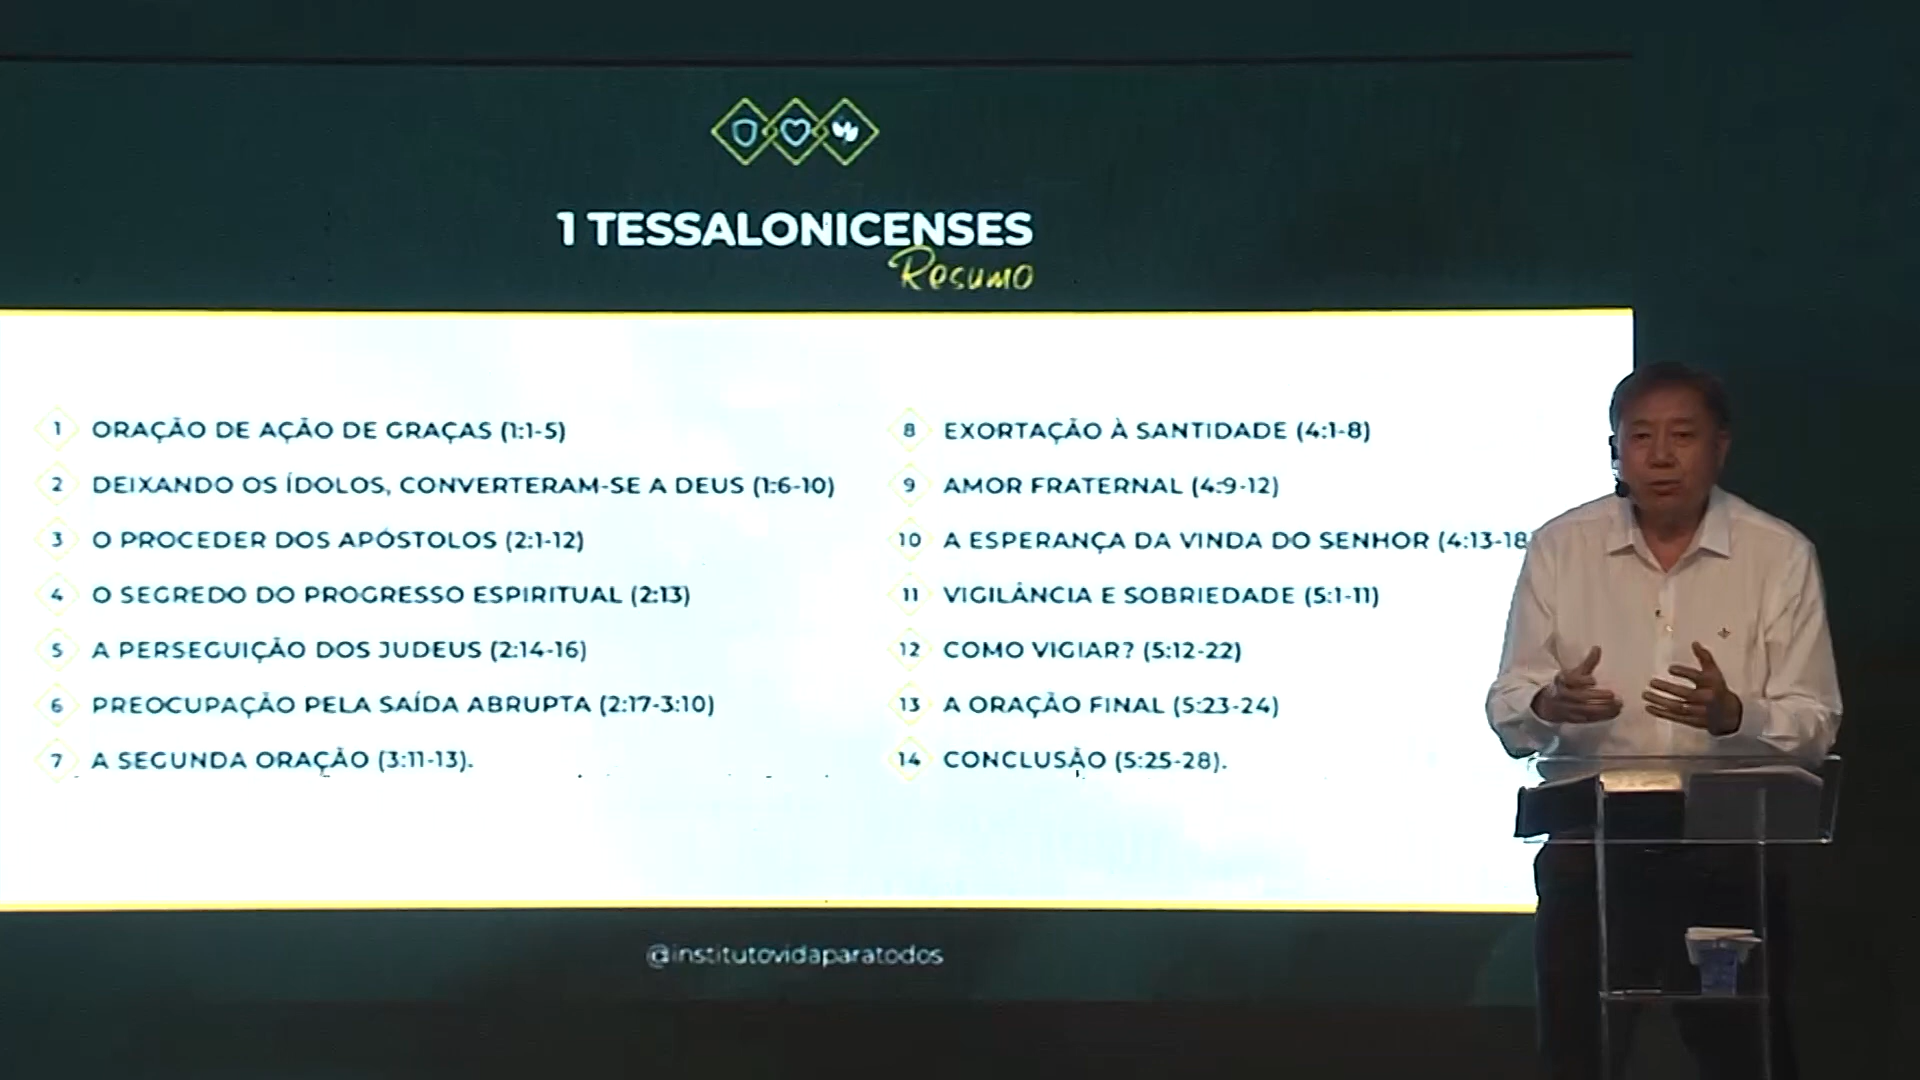 1 TESSALONICENSES
Resumo
1 ORAÇÃO DE AÇÃO DE GRAÇAS (1:1-5)
2 DEIXANDO OS ÍDOLOS, CONVERTERAM-SE A DEUS (1:6-10)
3 O PROCEDER DOS APÓSTOLOS (2:1-12)
4 O SEGREDO DO PROGRESSO ESPIRITUAL (2:13)
5 A PERSEGUIÇÃO DOS JUDEUS (2:14-16)
6 PREOCUPAÇÃO PELA SAÍDA ABRUPTA (2:17-3:10)
7 A SEGUNDA ORAÇÃO (3:11-13).
8 EXORTAÇÃO À SANTIDADE (4:1-8)
9 AMOR FRATERNAL (4:9-12)
10 A ESPERANÇA DA VINDA DO SENHOR (4:13-18
11 VIGILÂNCIA E SOBRIEDADE (5:1-11)
12 COMO VIGIAR? (5:12-22)
13 A ORAÇÃO FINAL (5:23-24)
14 CONCLUSÃO (5:25-28).
@institutovidaparatodos